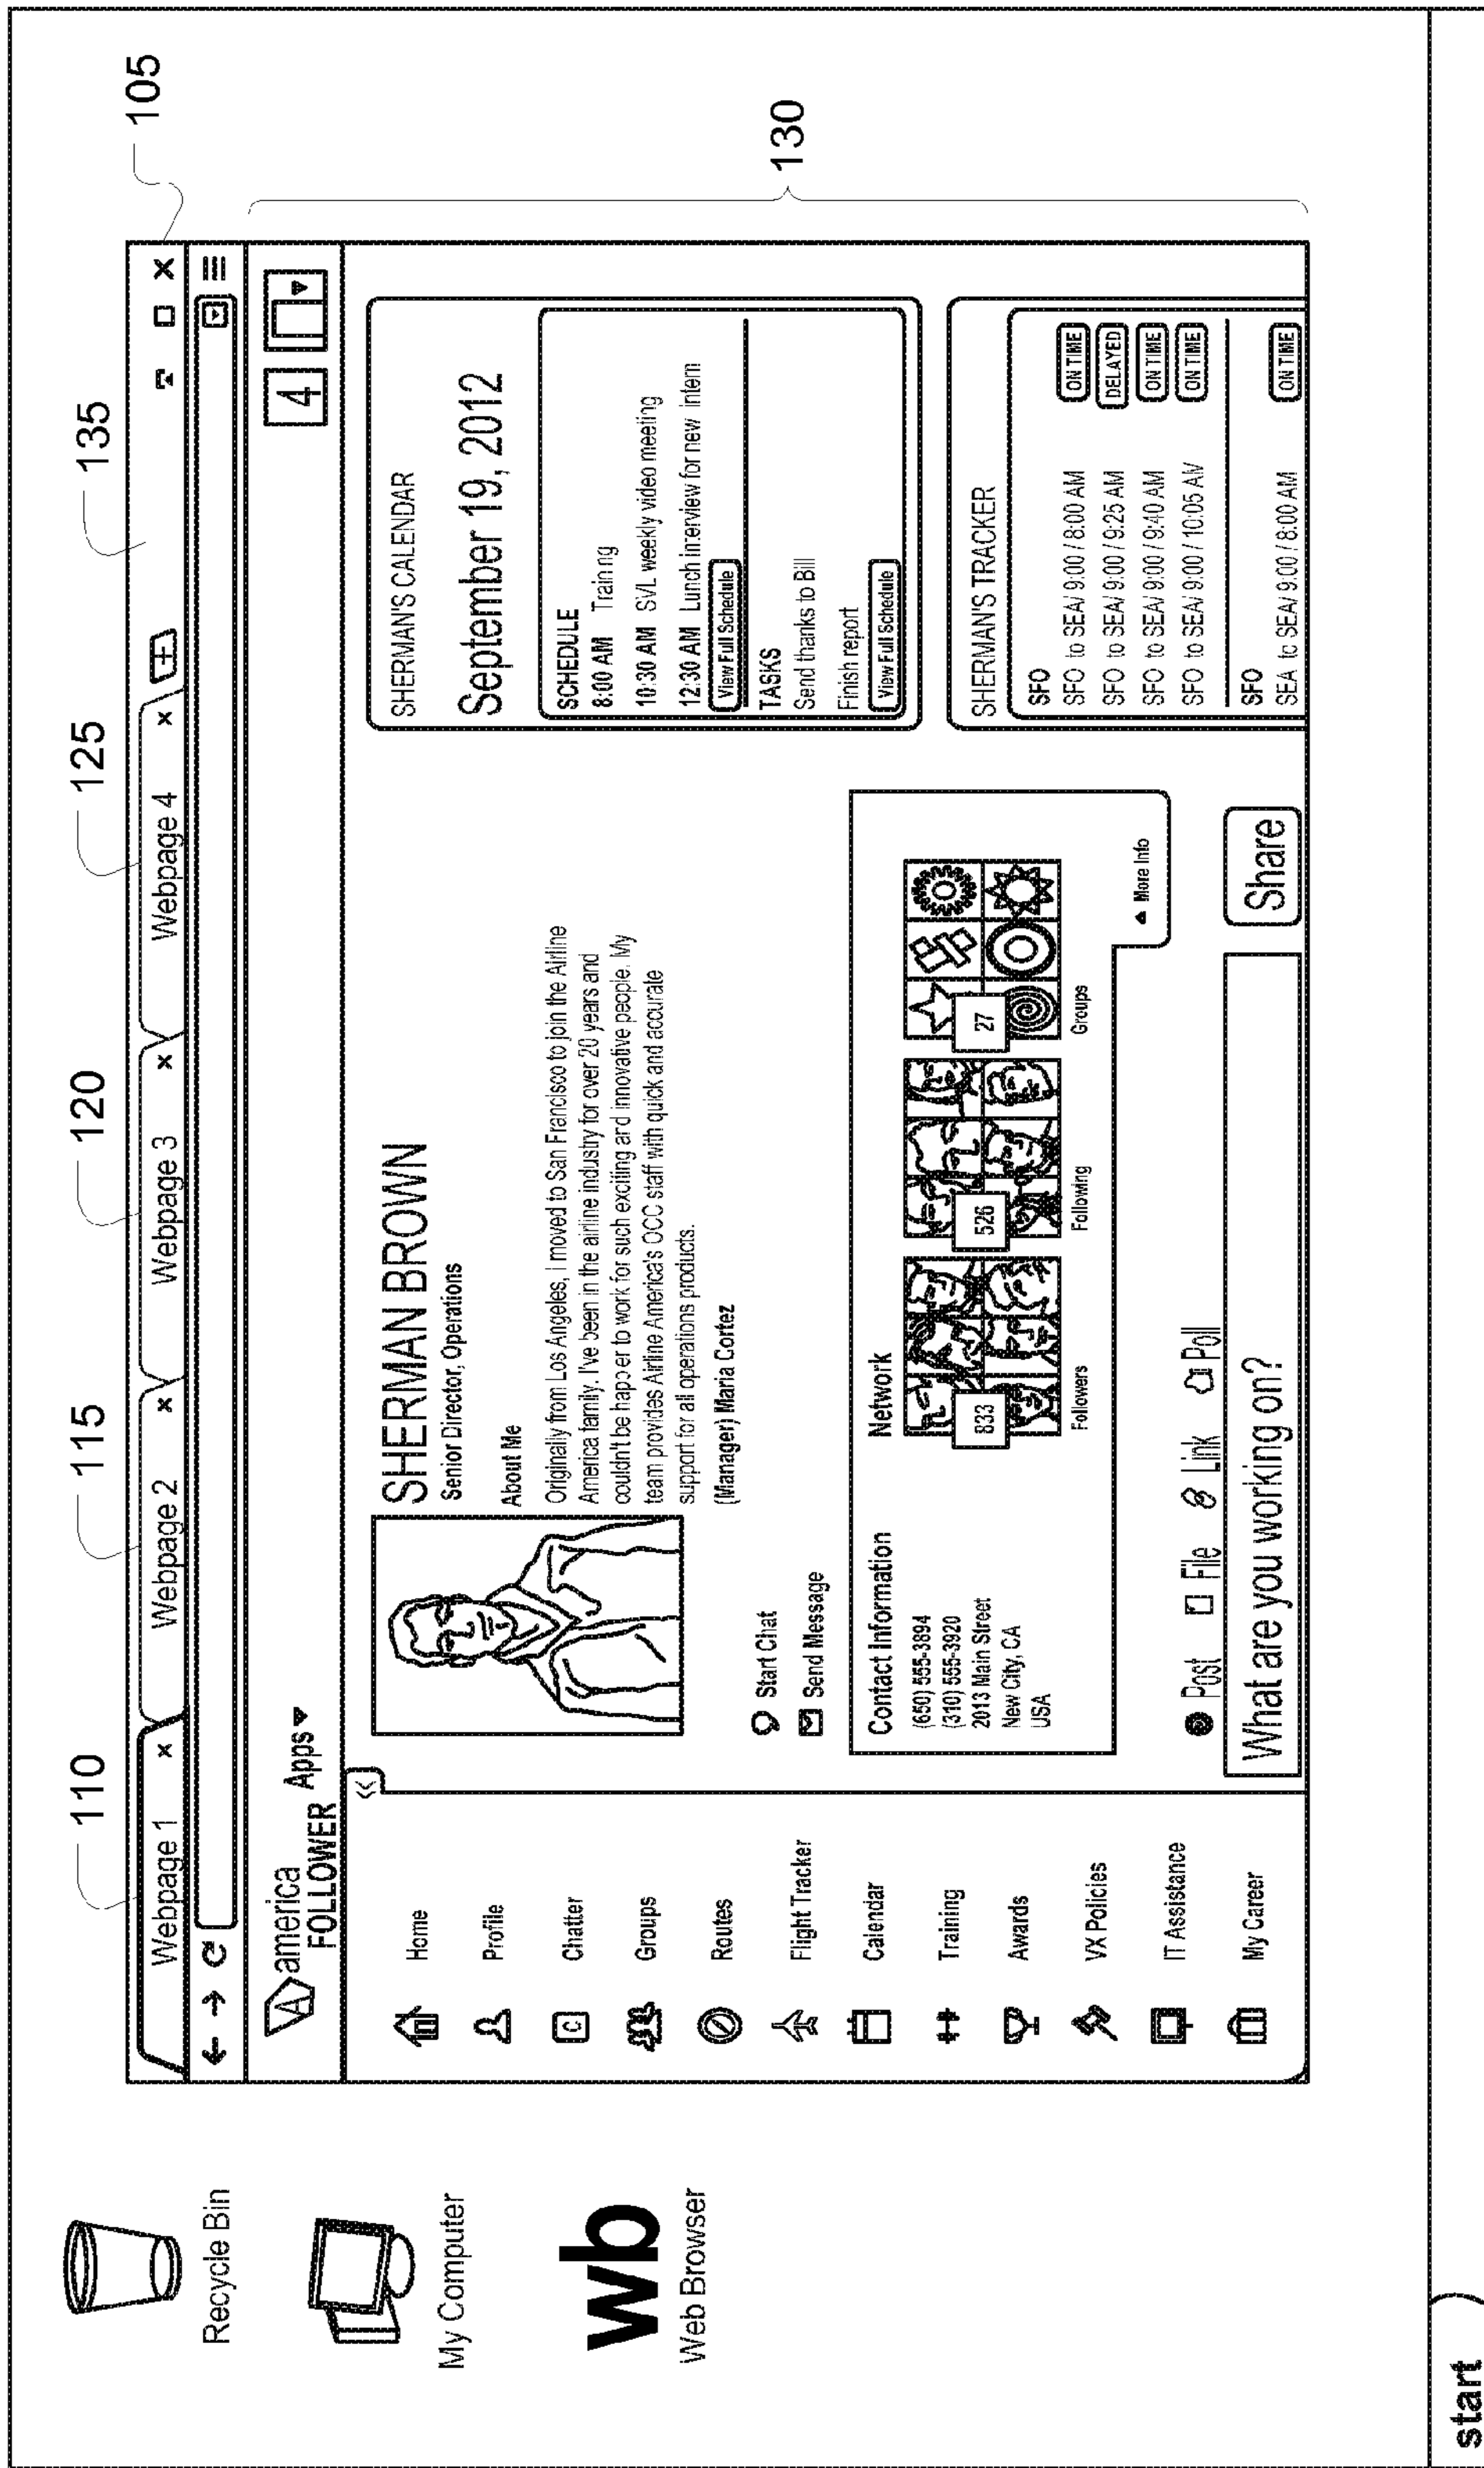 105
110
115
120
125
135
130
Recycle Bin
My Computer
wb
Web Browser
start
Webpage 1 x
Webpage 2 x
Webpage 3 x
Webpage 4 x
A america
FOLLOWER Apps
4
Home
Profile
C Chatter
Groups
Routes
Flight Tracker
Calendar
Training
Awards
VX Policies
IT Assistance
My Career
SHERMAN BROWN
Senior Director, Operations
About Me
Originally from Los Angeles, I moved to San Francisco to join the Airline
America family. I've been in the airline industry for over 20 years and
couldn't be happier to work for such exciting and innovative people. My
team provides Airline America's OCC staff with quick and accurate
support for all operations products.
(Manager) Maria Cortez
Start Chat
Send Message
Contact Information
(650) 555-3894
(310) 555-3920
2013 Main Street
New City, CA
USA
Network
833
Followers
526
Following
27
Groups
More Info
Post File Link Poll
What are you working on?
Share
SHERMAN'S CALENDAR
September 19, 2012
SCHEDULE
8:00 AM Training
10:30 AM SVL weekly video meeting
12:30 AM Lunch interview for new intern
View Full Schedule
TASKS
Send thanks to Bill
Finish report
View Full Schedule
SHERMAN'S TRACKER
SFO
SFO to SEA/ 9:00 / 8:00 AM ON TIME
SFO to SEA/ 9:00 / 9:25 AM DELAYED
SFO to SEA/ 9:00 / 9:40 AM ON TIME
SFO to SEA/ 9:00 / 10:05 AM ON TIME
SFO
SEA to SEA/ 9:00 / 8:00 AM ON TIME